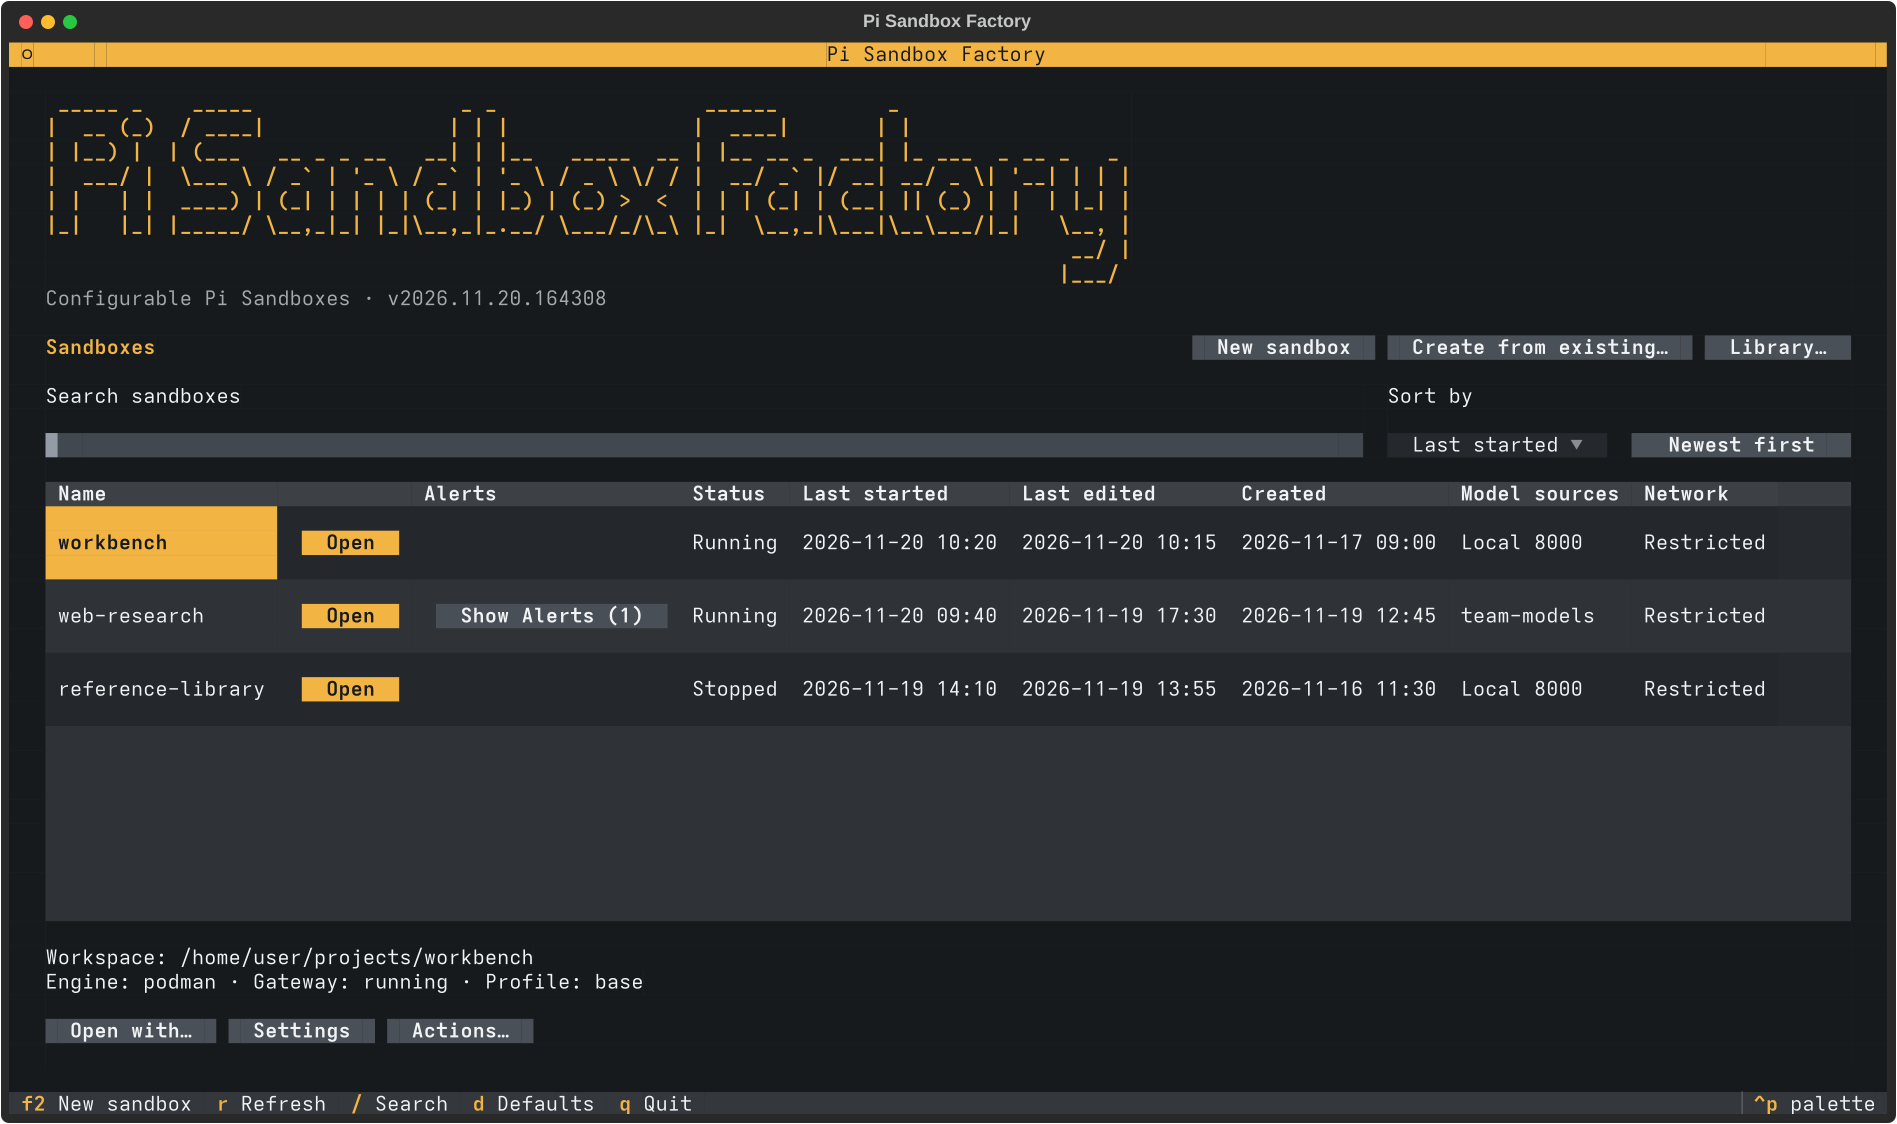 Pi Sandbox Factory
O Pi Sandbox Factory
Pi Sandbox Factory
Configurable Pi Sandboxes · v2026.11.20.164308
Sandboxes New sandbox Create from existing… Library…
Search sandboxes Sort by
Last started ▼ Newest first
Name Alerts Status Last started Last edited Created Model sources Network
workbench Open Running 2026-11-20 10:20 2026-11-20 10:15 2026-11-17 09:00 Local 8000 Restricted
web-research Open Show Alerts (1) Running 2026-11-20 09:40 2026-11-19 17:30 2026-11-19 12:45 team-models Restricted
reference-library Open Stopped 2026-11-19 14:10 2026-11-19 13:55 2026-11-16 11:30 Local 8000 Restricted
Workspace: /home/user/projects/workbench
Engine: podman · Gateway: running · Profile: base
Open with… Settings Actions…
f2 New sandbox r Refresh / Search d Defaults q Quit ^p palette